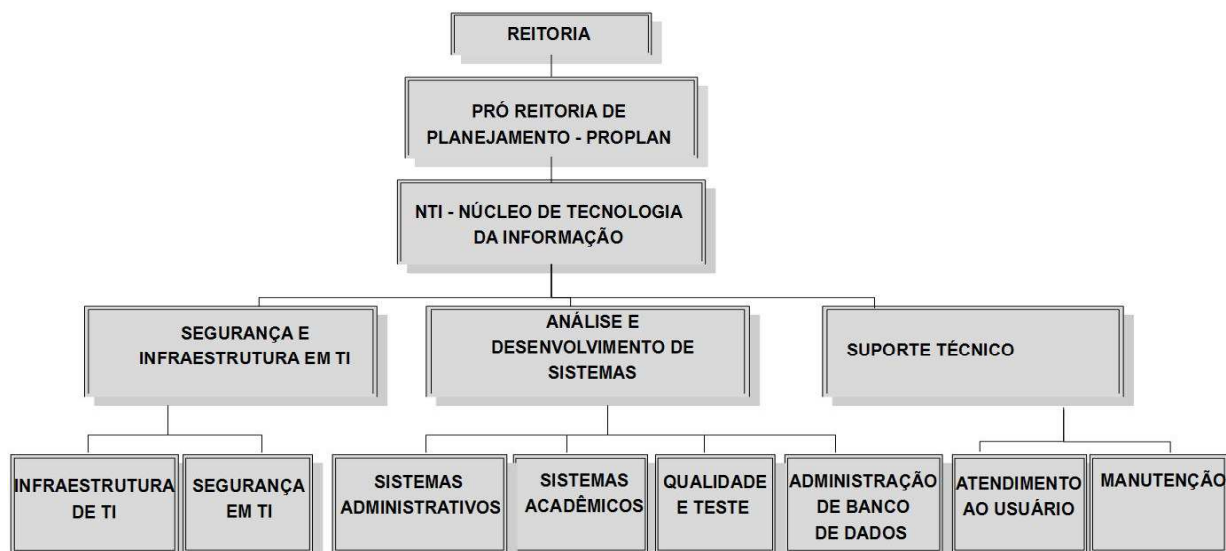 REITORIA
PRÓ REITORIA DE
PLANEJAMENTO - PROPLAN
NTI - NÚCLEO DE TECNOLOGIA
DA INFORMAÇÃO
SEGURANÇA E
INFRAESTRUTURA EM TI
ANÁLISE E
DESENVOLVIMENTO DE
SISTEMAS
SUPORTE TÉCNICO
INFRAESTRUTURA
DE TI
SEGURANÇA
EM TI
SISTEMAS
ADMINISTRATIVOS
SISTEMAS
ACADÊMICOS
QUALIDADE
E TESTE
ADMINISTRAÇÃO
DE BANCO
DE DADOS
ATENDIMENTO
AO USUÁRIO
MANUTENÇÃO